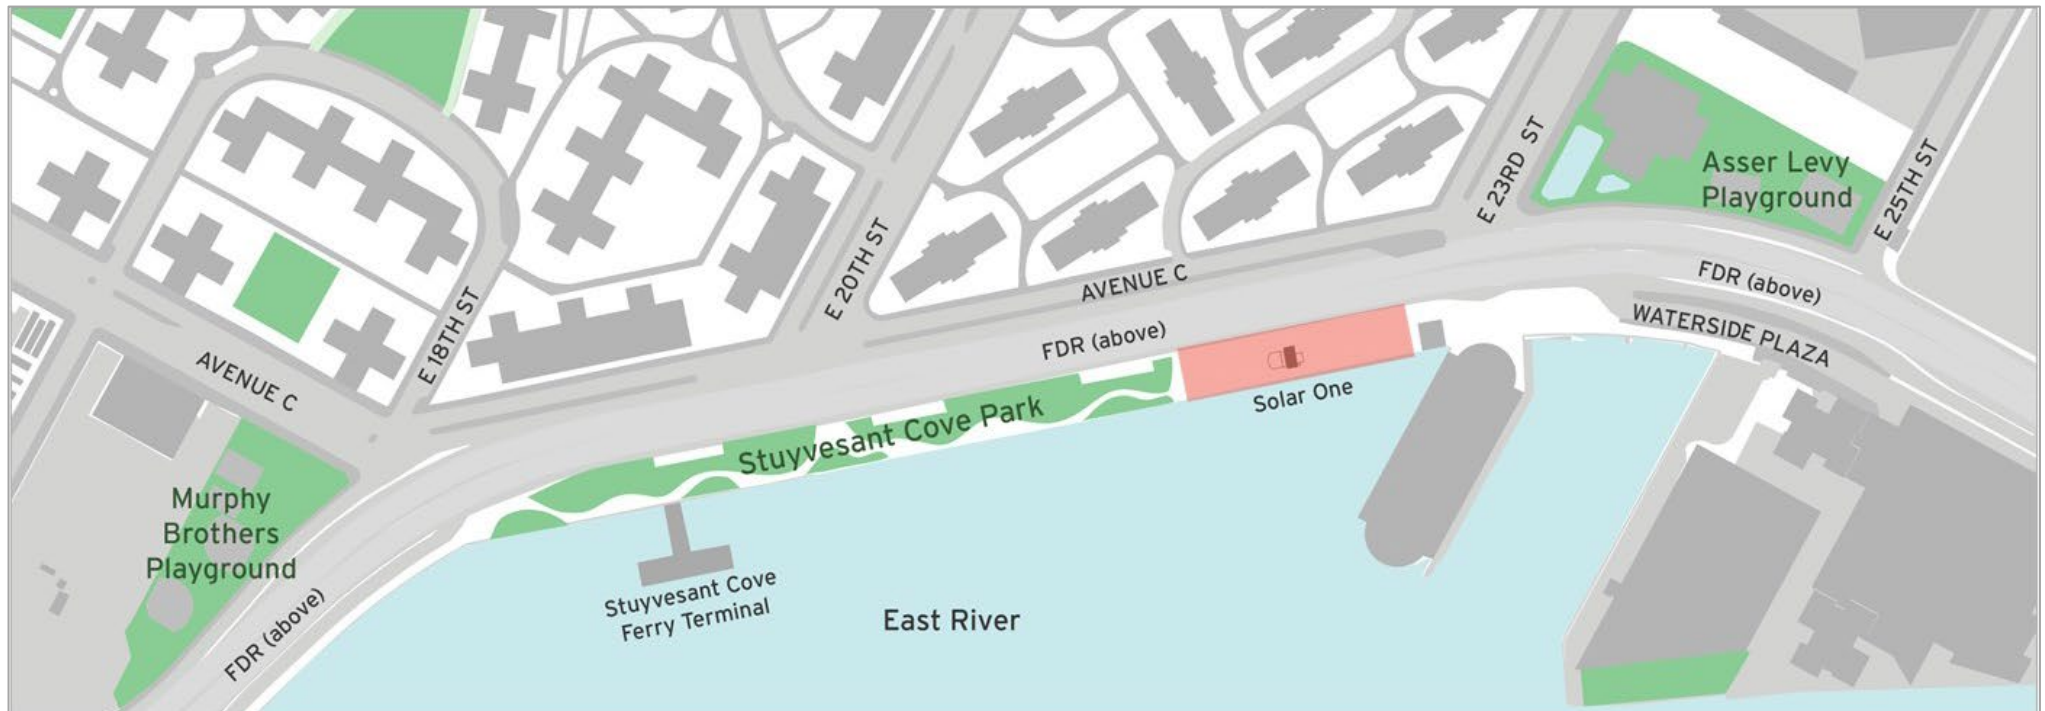 E 23RD ST
Asser Levy
Playground
E 25TH ST
E 20TH ST
AVENUE C
FDR (above)
E 18TH ST
FDR (above)
WATERSIDE PLAZA
AVENUE C
Solar One
Stuyvesant Cove Park
Murphy
Brothers
Playground
Stuyvesant Cove
Ferry Terminal
East River
FDR (above)